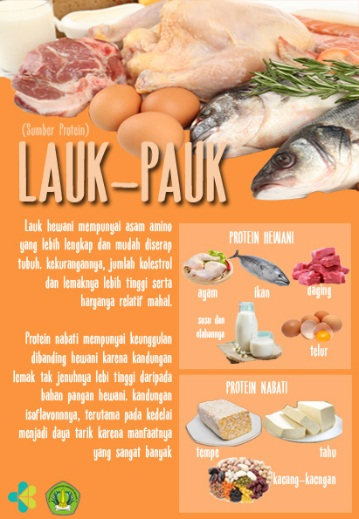 (Sumber Protein)
LAUK-PAUK
Lauk hewani mempunyai asam amino
yang lebih lengkap dan mudah diserap
tubuh. kekurangannya, jumlah kolestrol
dan lemaknya lebih tinggi serta
harganya relatif mahal.
Protein nabati mempunyai keunggulan
dibanding hewani karena kandungan
lemak tak jenuhnya lebi tinggi daripada
bahan pangan hewani. kandungan
isoflavonnnya, terutama pada kedelai
menjadi daya tarik karena manfaatnya
yang sangat banyak
PROTEIN HEWANI
ayam
ikan
daging
susu dan
olahannya
telur
PROTEIN NABATI
tempe
tahu
kacang-kacangan